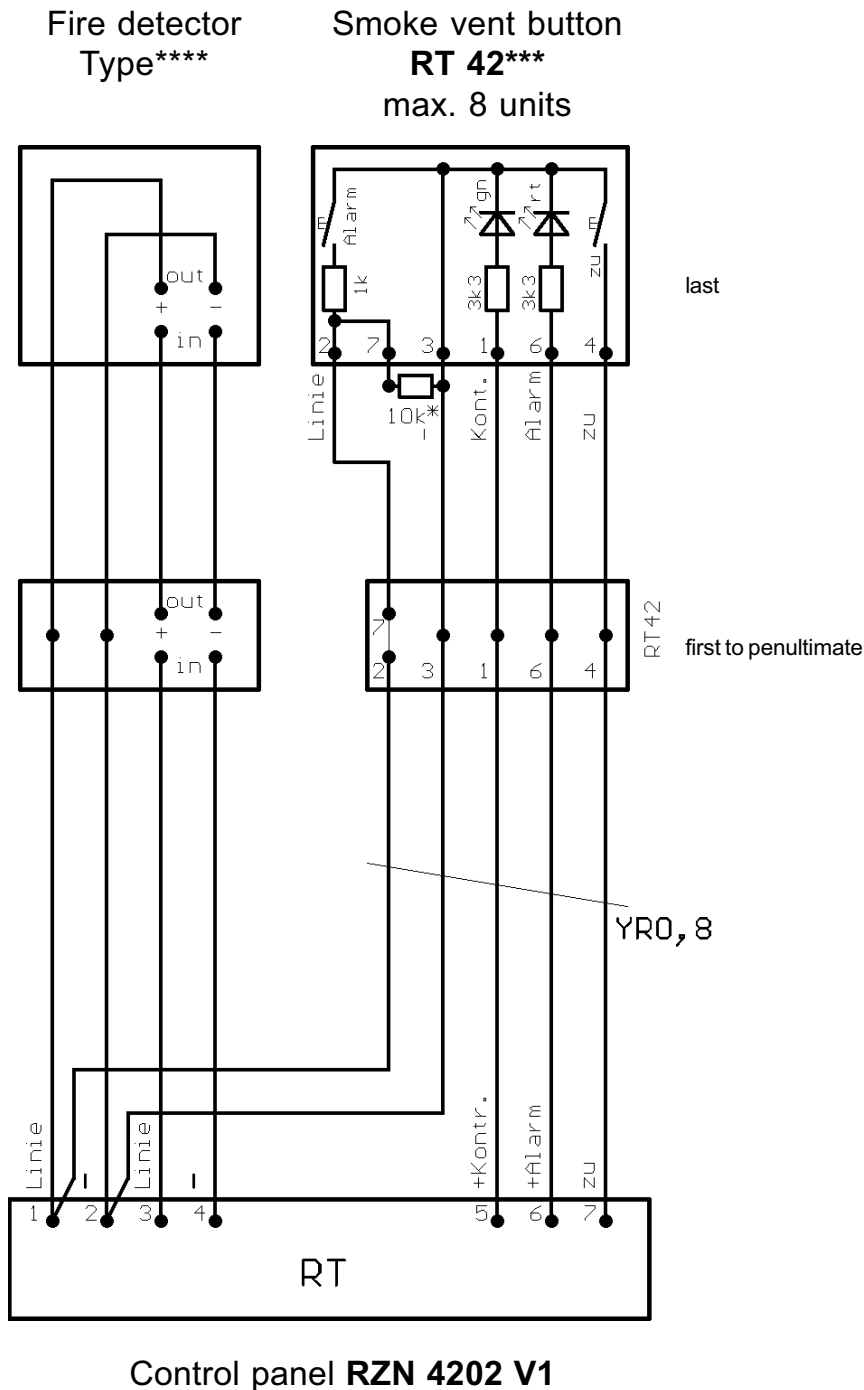 Fire detector
Type****
Smoke vent button
RT 42***
max. 8 units
Alarm
gn
rt
zu
1k
3k3
3k3
out
+ -
in
last
2 7 3 1 6 4
Linie
10k*
-
Kont.
Alarm
zu
out
+ -
in
7
2 3 1 6 4
RT42
first to penultimate
YR0,8
Linie
-
Linie
-
+Kontr.
+Alarm
zu
1 2 3 4 5 6 7
RT
Control panel RZN 4202 V1